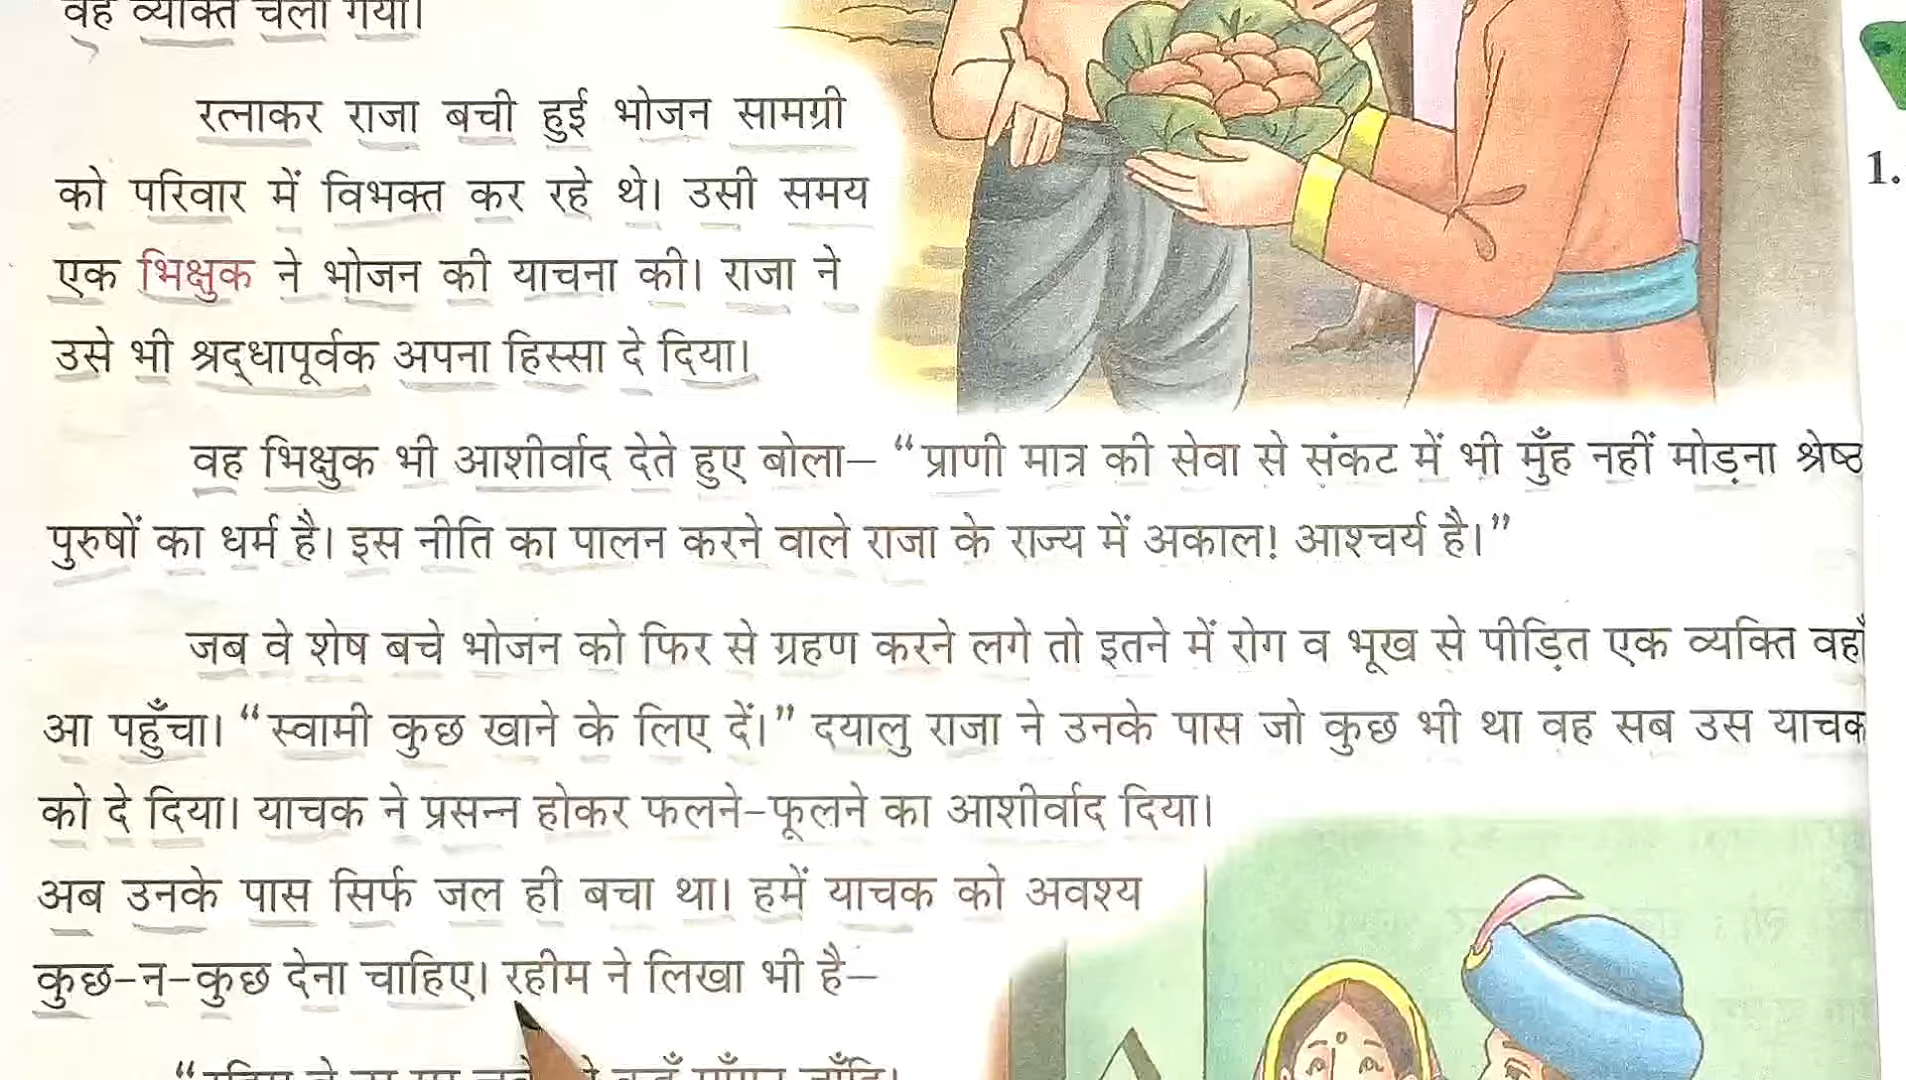 वह व्यक्ति चला गया।
रत्नाकर राजा बची हुई भोजन सामग्री
को परिवार में विभक्त कर रहे थे। उसी समय
एक भिक्षुक ने भोजन की याचना की। राजा ने
उसे भी श्रद्धापूर्वक अपना हिस्सा दे दिया।
वह भिक्षुक भी आशीर्वाद देते हुए बोला– “प्राणी मात्र की सेवा से संकट में भी मुँह नहीं मोड़ना श्रेष्ठ
पुरुषों का धर्म है। इस नीति का पालन करने वाले राजा के राज्य में अकाल! आश्चर्य है।”
जब वे शेष बचे भोजन को फिर से ग्रहण करने लगे तो इतने में रोग व भूख से पीड़ित एक व्यक्ति वहाँ
आ पहुँचा। “स्वामी कुछ खाने के लिए दें।” दयालु राजा ने उनके पास जो कुछ भी था वह सब उस याचक
को दे दिया। याचक ने प्रसन्न होकर फलने-फूलने का आशीर्वाद दिया।
अब उनके पास सिर्फ जल ही बचा था। हमें याचक को अवश्य
कुछ-न-कुछ देना चाहिए। रहीम ने लिखा भी है–
1.